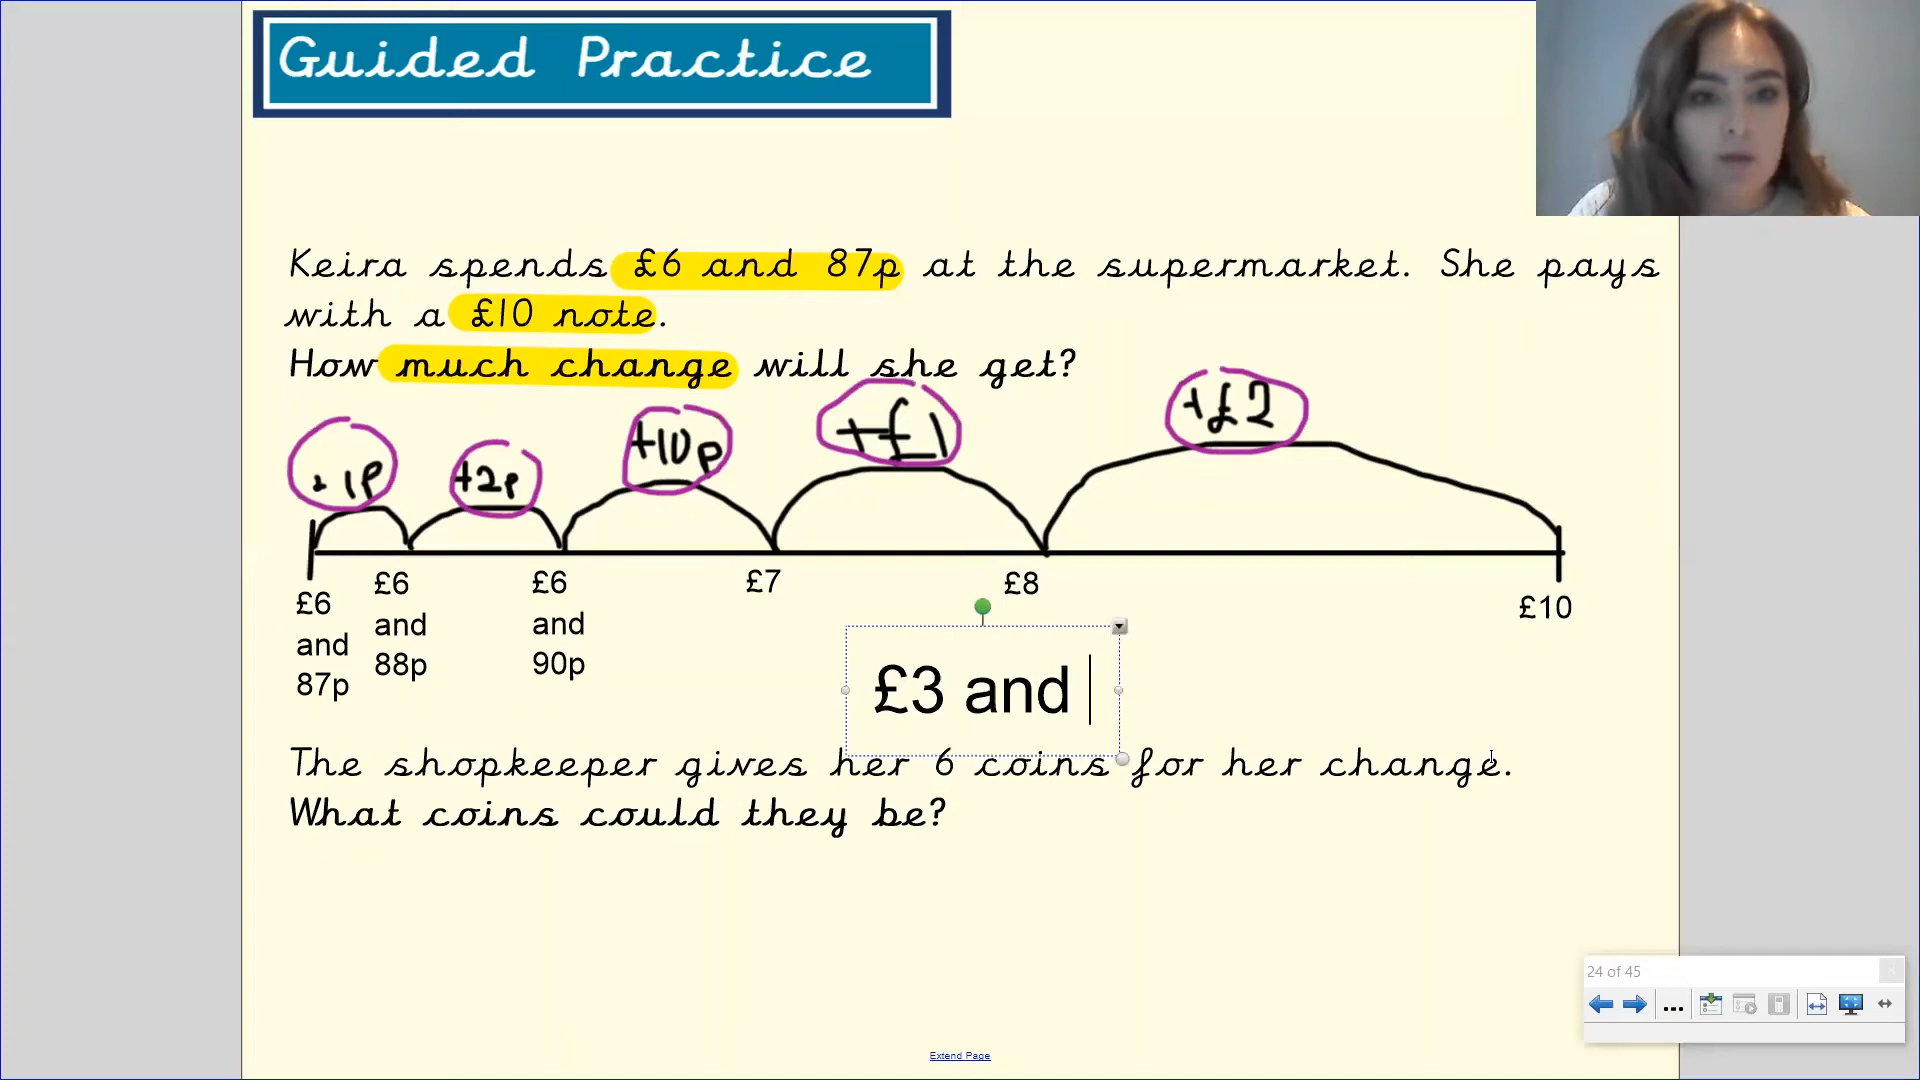 Guided Practice
Keira spends £6 and 87p at the supermarket. She pays
with a £10 note.
How much change will she get?
+1p +2p +10p +£1 +£2
£6 and 87p
£6 and 88p
£6 and 90p
£7
£8
£10
£3 and
The shopkeeper gives her 6 coins for her change.
What coins could they be?
24 of 45
Extend Page